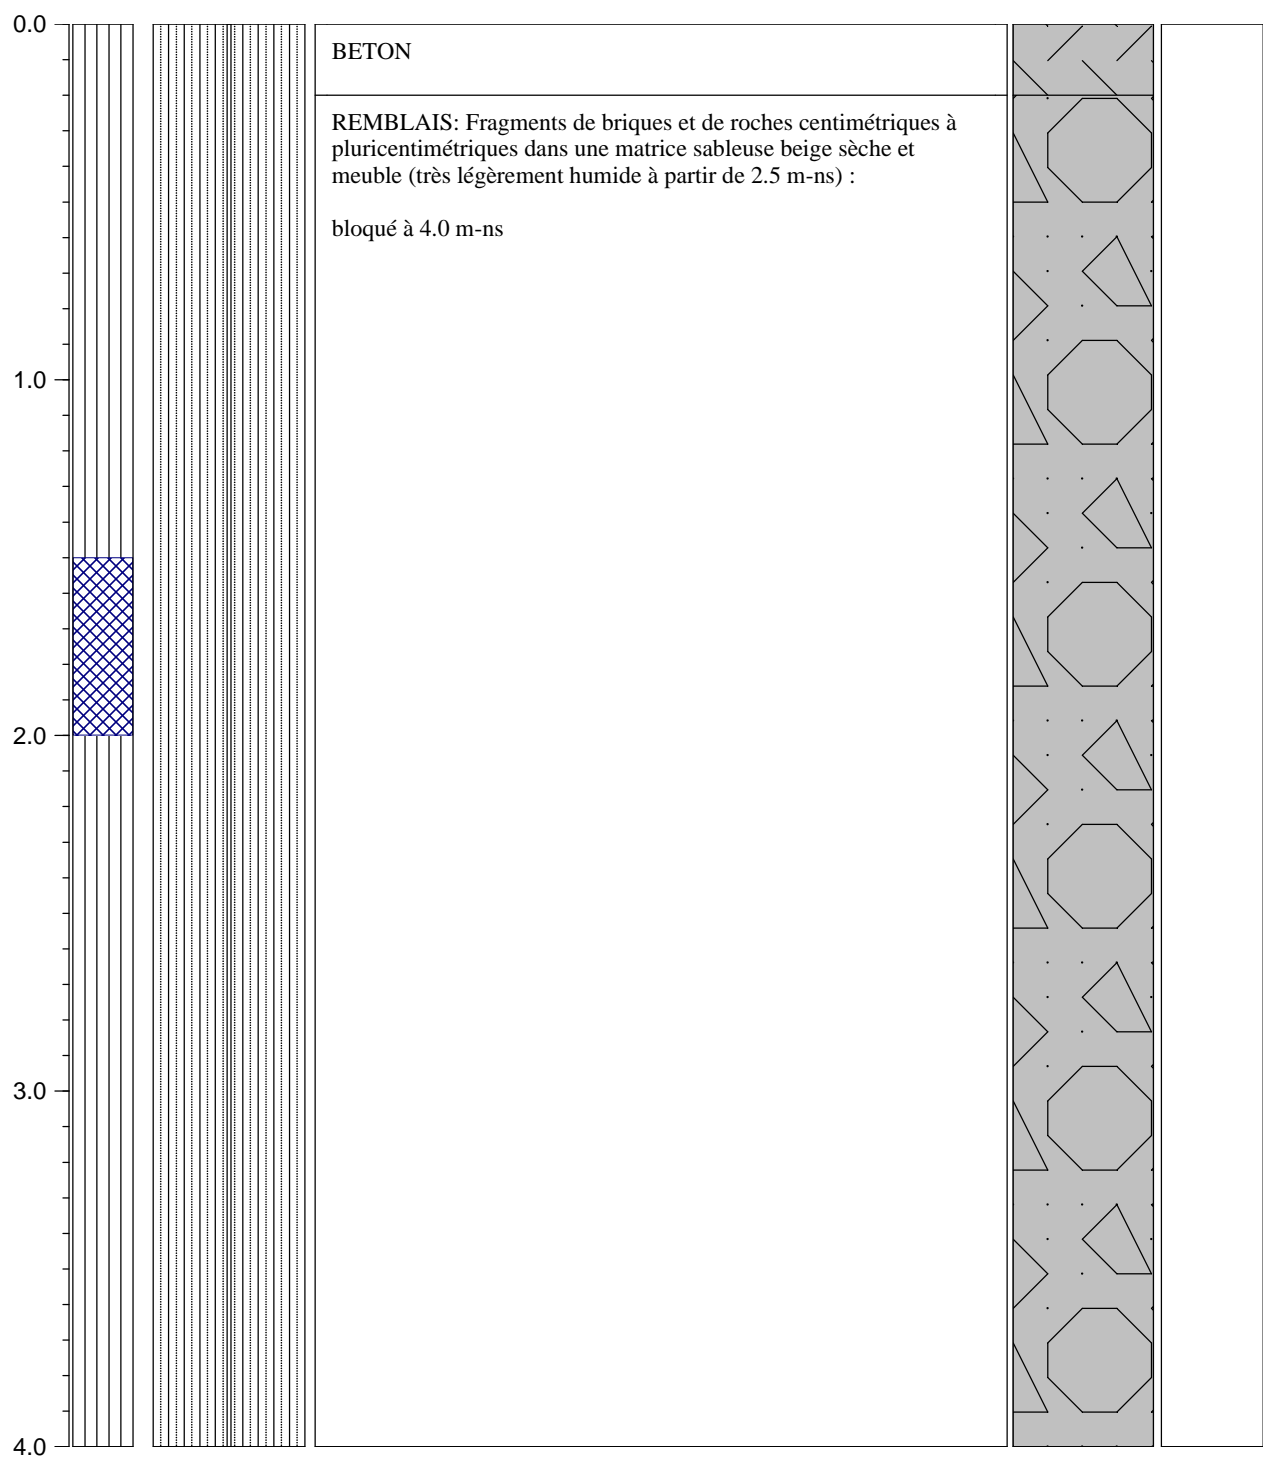 0.0
BETON
REMBLAIS: Fragments de briques et de roches centimétriques à
pluricentimétriques dans une matrice sableuse beige sèche et
meuble (très légèrement humide à partir de 2.5 m-ns) :
bloqué à 4.0 m-ns
1.0
2.0
3.0
4.0